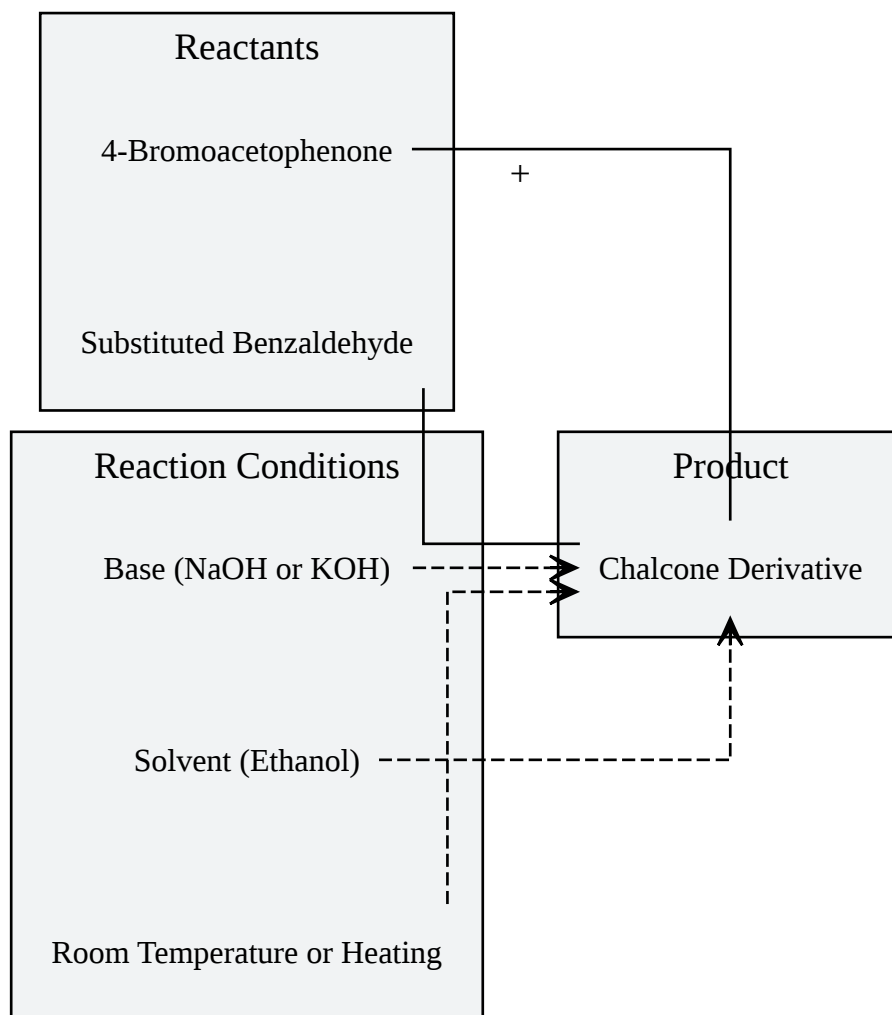 Reactants
4-Bromoacetophenone
+
Substituted Benzaldehyde
Reaction Conditions
Base (NaOH or KOH)
Solvent (Ethanol)
Room Temperature or Heating
Product
Chalcone Derivative